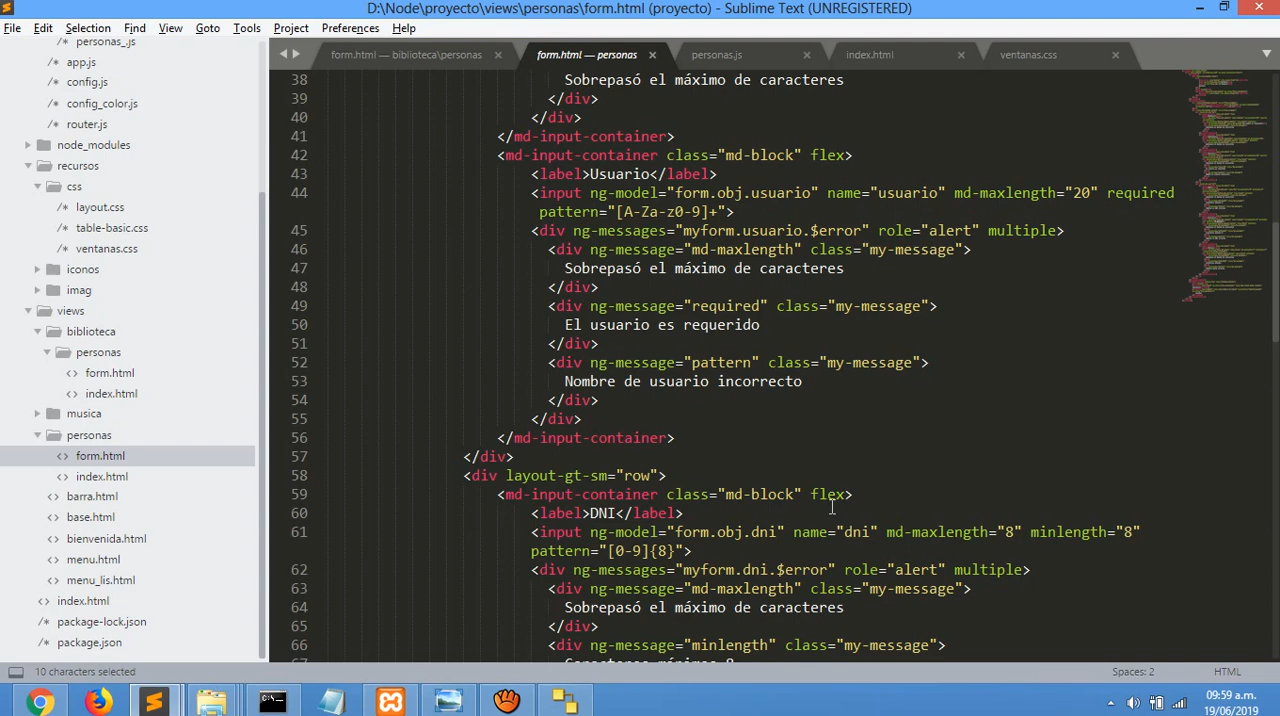 D:\Node\proyecto\views\personas\form.html (proyecto) - Sublime Text (UNREGISTERED)
File Edit Selection Find View Goto Tools Project Preferences Help
form.html — biblioteca\personas form.html — personas personas.js index.html ventanas.css
personas_.js
app.js
config.js
config_color.js
router.js
node_modules
recursos
css
layout.css
table-basic.css
ventanas.css
iconos
imag
views
biblioteca
personas
form.html
index.html
musica
personas
form.html
index.html
barra.html
base.html
bienvenida.html
menu.html
menu_lis.html
index.html
package-lock.json
package.json
38 Sobrepasó el máximo de caracteres
39 </div>
40 </div>
41 </md-input-container>
42 <md-input-container class="md-block" flex>
43 <label>Usuario</label>
44 <input ng-model="form.obj.usuario" name="usuario" md-maxlength="20" required
pattern="[A-Za-z0-9]+">
45 <div ng-messages="myform.usuario.$error" role="alert" multiple>
46 <div ng-message="md-maxlength" class="my-message">
47 Sobrepasó el máximo de caracteres
48 </div>
49 <div ng-message="required" class="my-message">
50 El usuario es requerido
51 </div>
52 <div ng-message="pattern" class="my-message">
53 Nombre de usuario incorrecto
54 </div>
55 </div>
56 </md-input-container>
57 </div>
58 <div layout-gt-sm="row">
59 <md-input-container class="md-block" flex>
60 <label>DNI</label>
61 <input ng-model="form.obj.dni" name="dni" md-maxlength="8" minlength="8"
pattern="[0-9]{8}">
62 <div ng-messages="myform.dni.$error" role="alert" multiple>
63 <div ng-message="md-maxlength" class="my-message">
64 Sobrepasó el máximo de caracteres
65 </div>
66 <div ng-message="minlength" class="my-message">
10 characters selected Spaces: 2 HTML
09:59 a.m.
19/06/2019